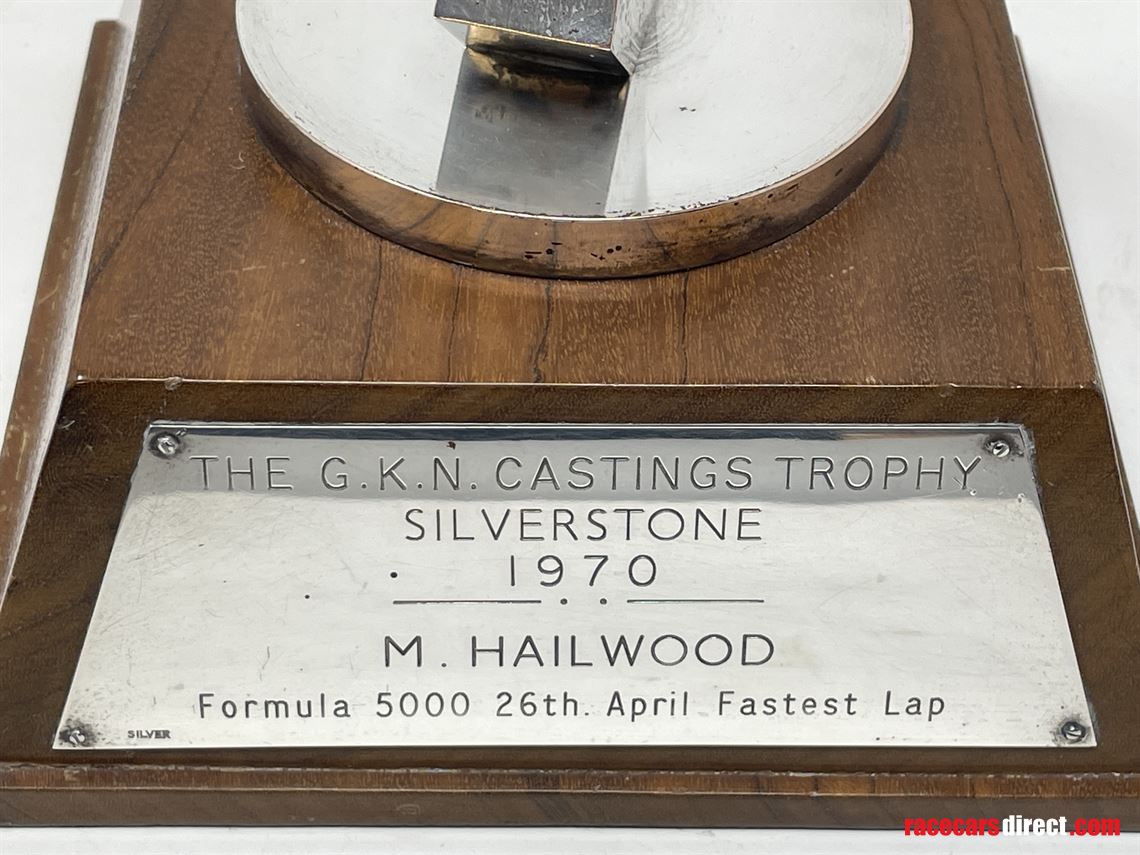 THE G.K.N. CASTINGS TROPHY
SILVERSTONE
1970
M. HAILWOOD
Formula 5000 26th. April Fastest Lap
SILVER
racecarsdirect.com